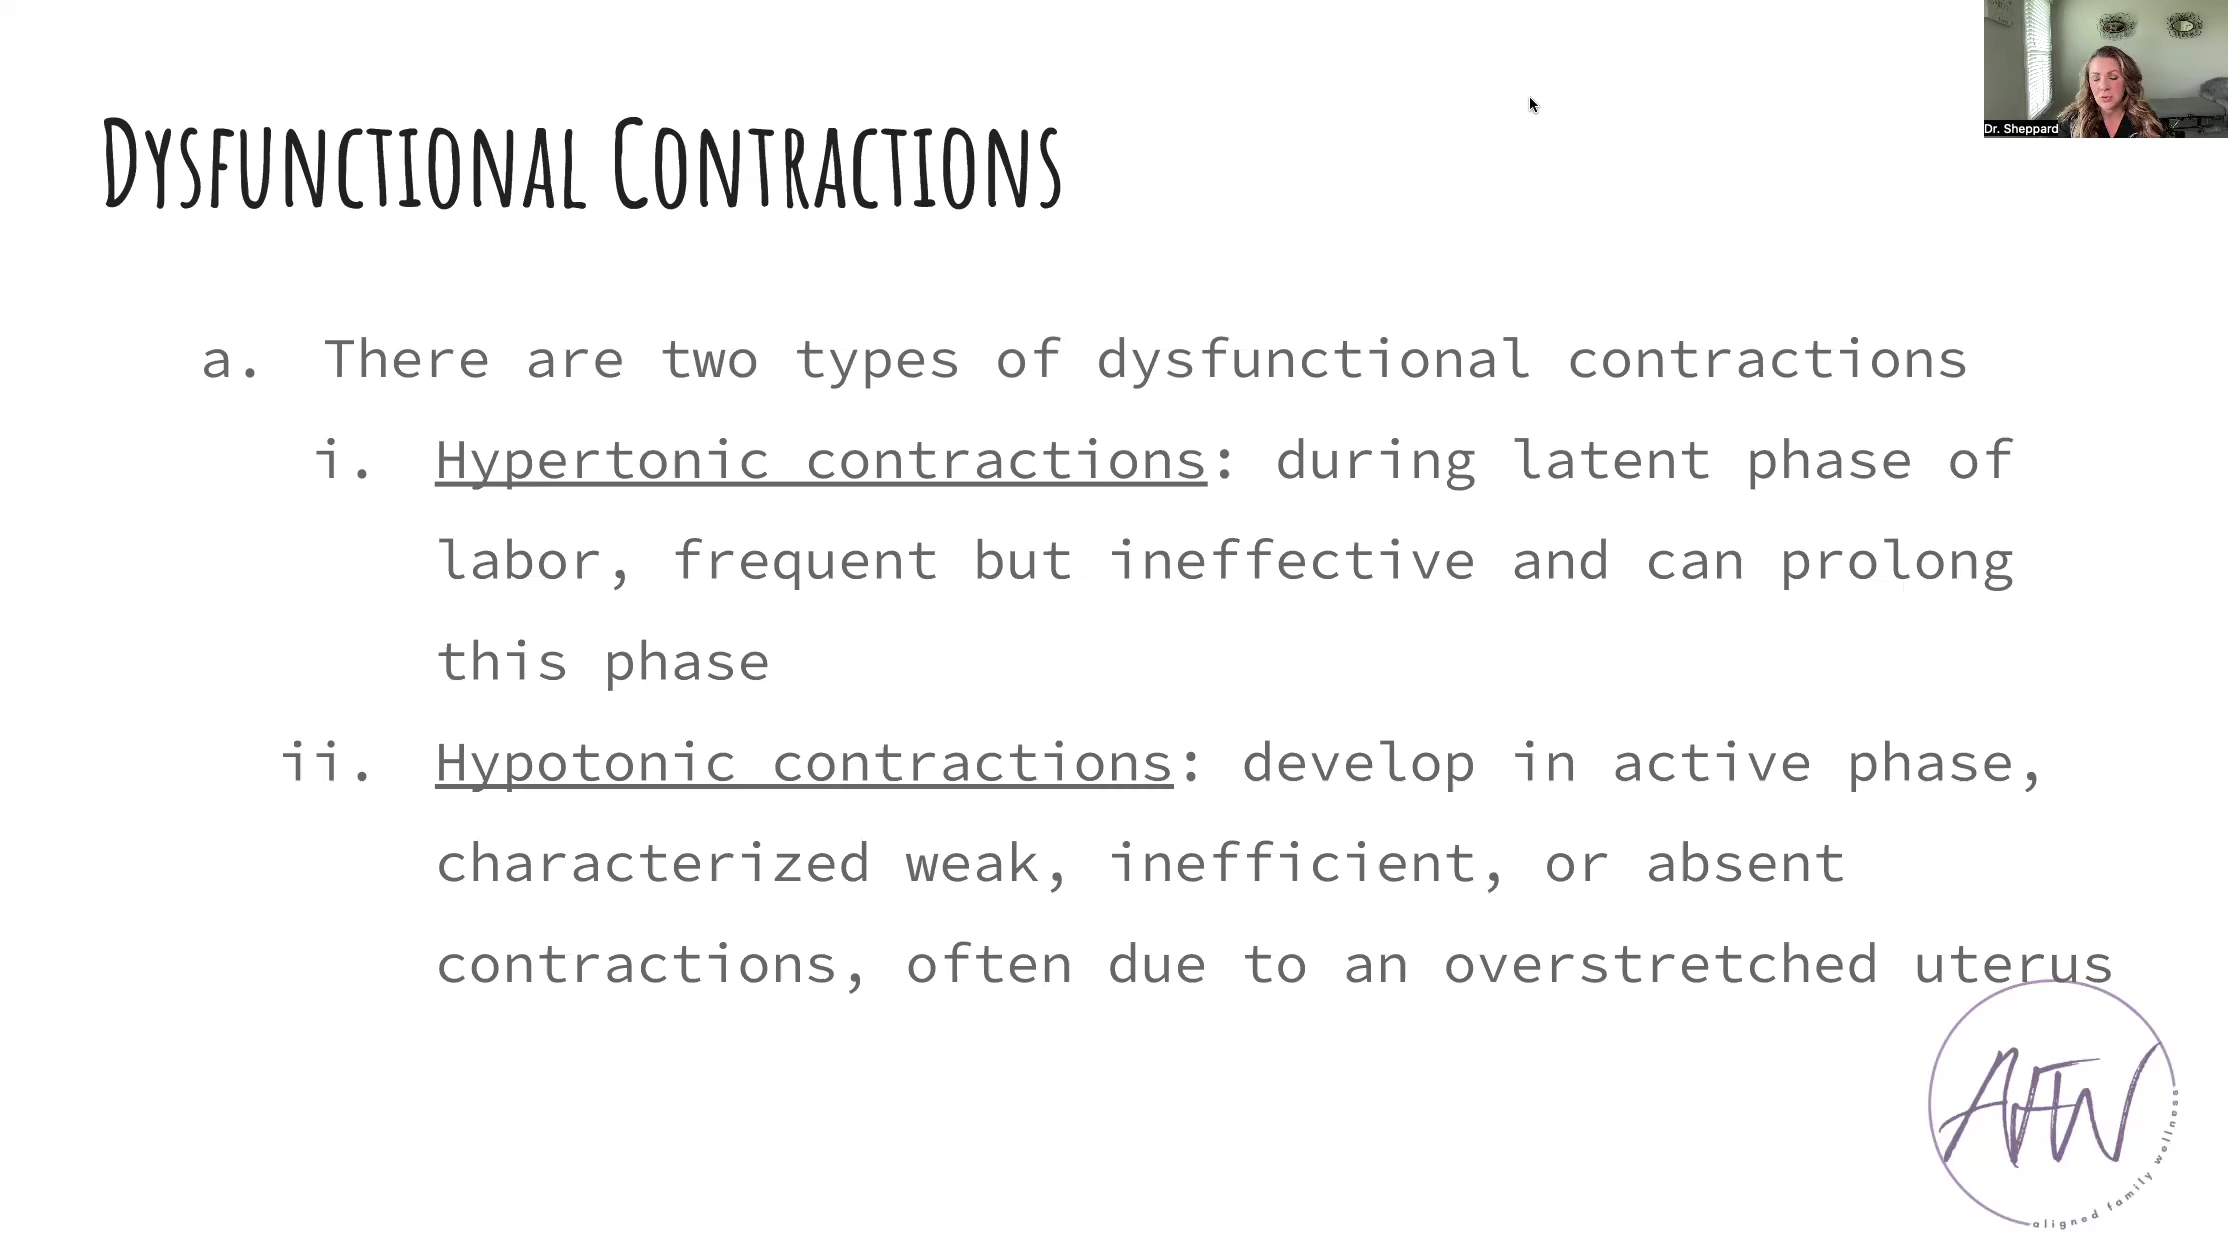 Dr. Sheppard
DYSFUNCTIONAL CONTRACTIONS
a. There are two types of dysfunctional contractions
i. Hypertonic contractions: during latent phase of
labor, frequent but ineffective and can prolong
this phase
ii. Hypotonic contractions: develop in active phase,
characterized weak, inefficient, or absent
contractions, often due to an overstretched uterus
AFW
aligned family wellness